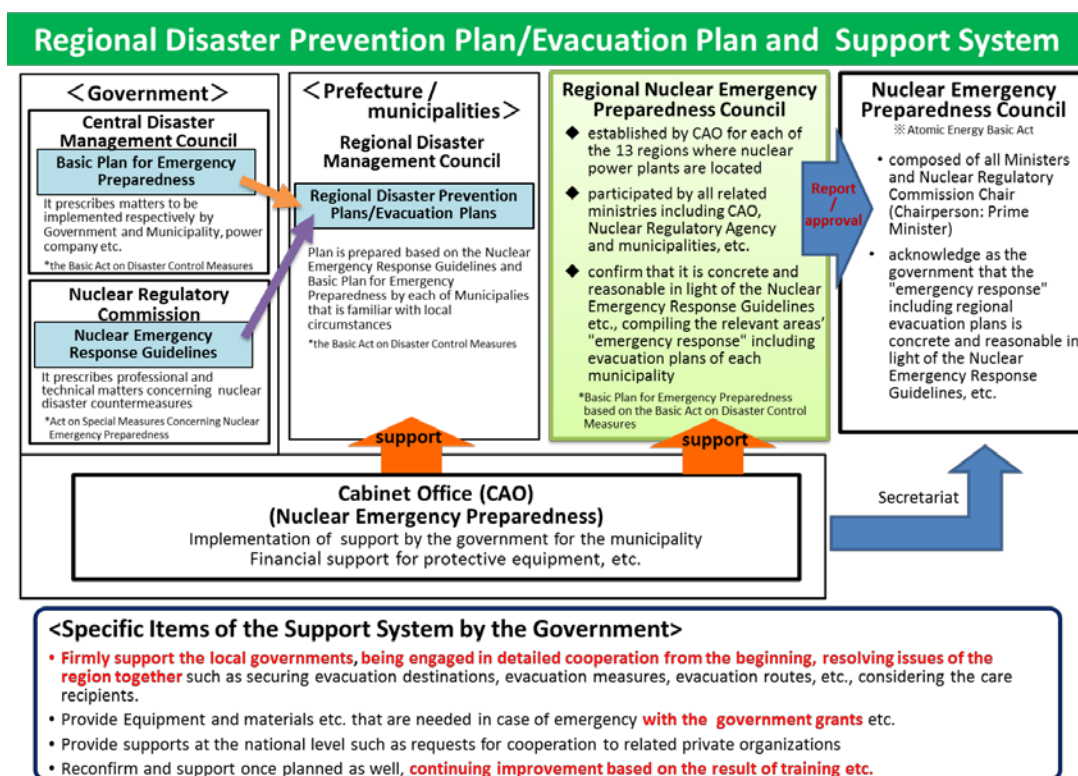 Regional Disaster Prevention Plan/Evacuation Plan and Support System
＜Government＞
Central Disaster
Management Council
Basic Plan for Emergency
Preparedness
It prescribes matters to be
implemented respectively by
Government and Municipality, power
company etc.
*the Basic Act on Disaster Control Measures
Nuclear Regulatory
Commission
Nuclear Emergency
Response Guidelines
It prescribes professional and
technical matters concerning nuclear
disaster countermeasures
*Act on Special Measures Concerning Nuclear
Emergency Preparedness
＜Prefecture /
municipalities＞
Regional Disaster
Management Council
Regional Disaster Prevention
Plans/Evacuation Plans
Plan is prepared based on the Nuclear
Emergency Response Guidelines and
Basic Plan for Emergency
Preparedness by each of Municipalies
that is familiar with local
circumstances
*the Basic Act on Disaster Control Measures
support
Regional Nuclear Emergency
Preparedness Council
◆ established by CAO for each of
the 13 regions where nuclear
power plants are located
◆ participated by all related
ministries including CAO,
Nuclear Regulatory Agency
and municipalities, etc.
◆ confirm that it is concrete and
reasonable in light of the Nuclear
Emergency Response Guidelines
etc., compiling the relevant areas'
"emergency response" including
evacuation plans of each
municipality
*Basic Plan for Emergency Preparedness
based on the Basic Act on Disaster Control
Measures
support
Report
/
approval
Nuclear Emergency
Preparedness Council
※ Atomic Energy Basic Act
• composed of all Ministers
and Nuclear Regulatory
Commission Chair
(Chairperson: Prime
Minister)
• acknowledge as the
government that the
"emergency response"
including regional
evacuation plans is
concrete and reasonable in
light of the Nuclear
Emergency Response
Guidelines, etc.
Secretariat
Cabinet Office (CAO)
(Nuclear Emergency Preparedness)
Implementation of support by the government for the municipality
Financial support for protective equipment, etc.
<Specific Items of the Support System by the Government>
• Firmly support the local governments, being engaged in detailed cooperation from the beginning, resolving issues of the
region together such as securing evacuation destinations, evacuation measures, evacuation routes, etc., considering the care
recipients.
• Provide Equipment and materials etc. that are needed in case of emergency with the government grants etc.
• Provide supports at the national level such as requests for cooperation to related private organizations
• Reconfirm and support once planned as well, continuing improvement based on the result of training etc.